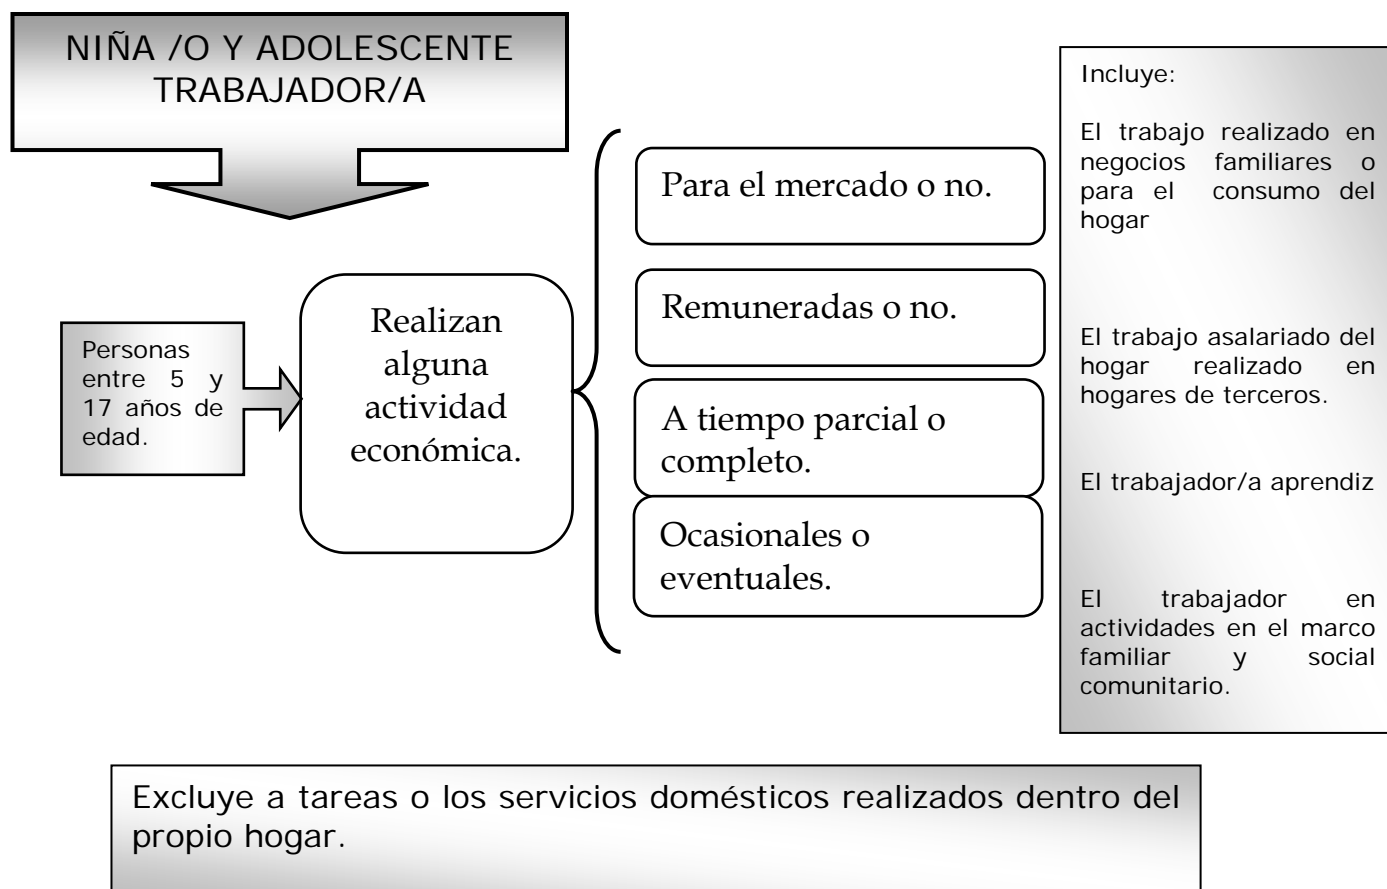 NIÑA /O Y ADOLESCENTE
TRABAJADOR/A
Personas
entre 5 y
17 años de
edad.
Realizan
alguna
actividad
económica.
Para el mercado o no.
Remuneradas o no.
A tiempo parcial o
completo.
Ocasionales o
eventuales.
Incluye:
El trabajo realizado en
negocios familiares o
para el consumo del
hogar
El trabajo asalariado del
hogar realizado en
hogares de terceros.
El trabajador/a aprendiz
El trabajador en
actividades en el marco
familiar y social
comunitario.
Excluye a tareas o los servicios domésticos realizados dentro del
propio hogar.